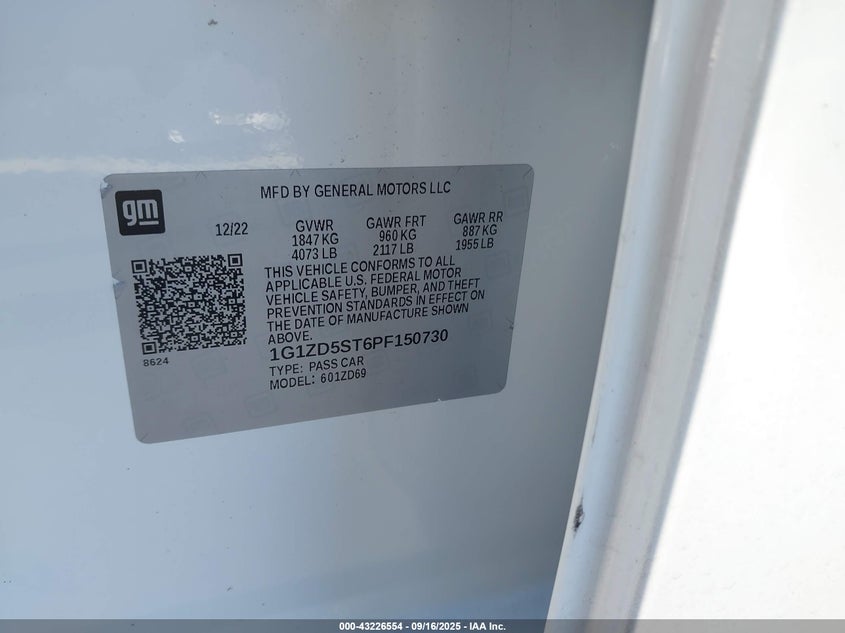 gm
MFD BY GENERAL MOTORS LLC
12/22
GVWR
1847 KG
4073 LB
GAWR FRT
960 KG
2117 LB
GAWR RR
887 KG
1955 LB
THIS VEHICLE CONFORMS TO ALL
APPLICABLE U.S. FEDERAL MOTOR
VEHICLE SAFETY, BUMPER, AND THEFT
PREVENTION STANDARDS IN EFFECT ON
THE DATE OF MANUFACTURE SHOWN
ABOVE.
8624
1G1ZD5ST6PF150730
TYPE: PASS CAR
MODEL: 601ZD69
000-43226554 - 09/16/2025 - IAA Inc.